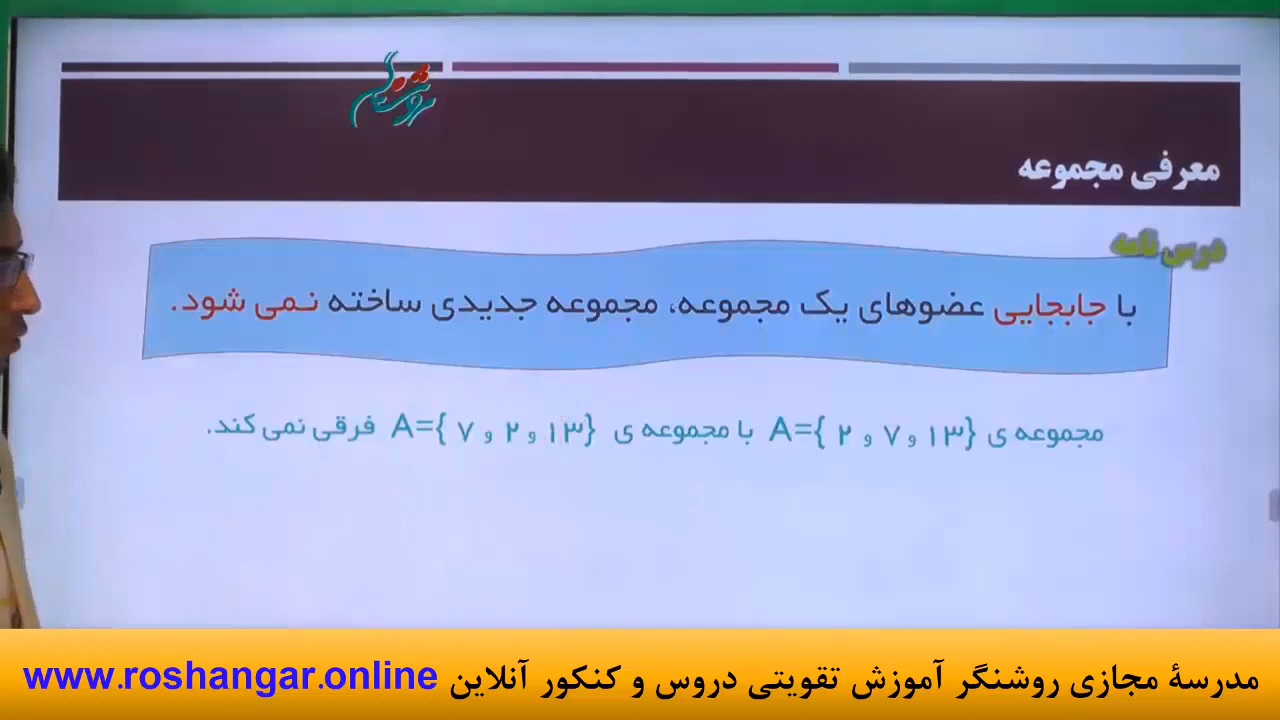 روشنگر
معرفی مجموعه
درس نامه
با جابجایی عضوهای یک مجموعه، مجموعه جدیدی ساخته نمی شود.
مجموعه ی A={ ۲ و ۷ و ۱۳} با مجموعه ی A={ ۷ و ۲ و ۱۳} فرقی نمی کند.
مدرسهٔ مجازی روشنگر آموزش تقویتی دروس و کنکور آنلاین www.roshangar.online